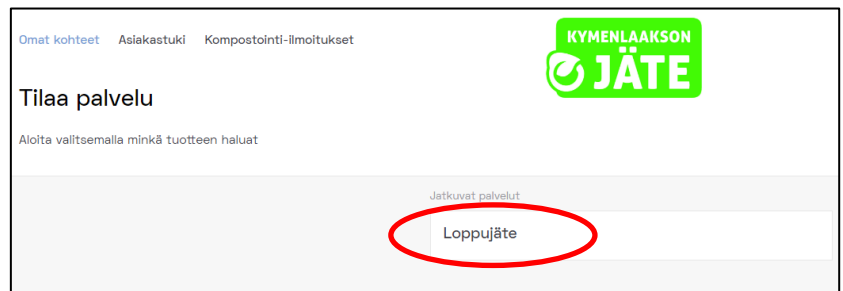 Omat kohteet Asiakastuki Kompostointi-ilmoitukset
KYMENLAAKSON
JÄTE
Tilaa palvelu
Aloita valitsemalla minkä tuotteen haluat
Jatkuvat palvelut
Loppujäte